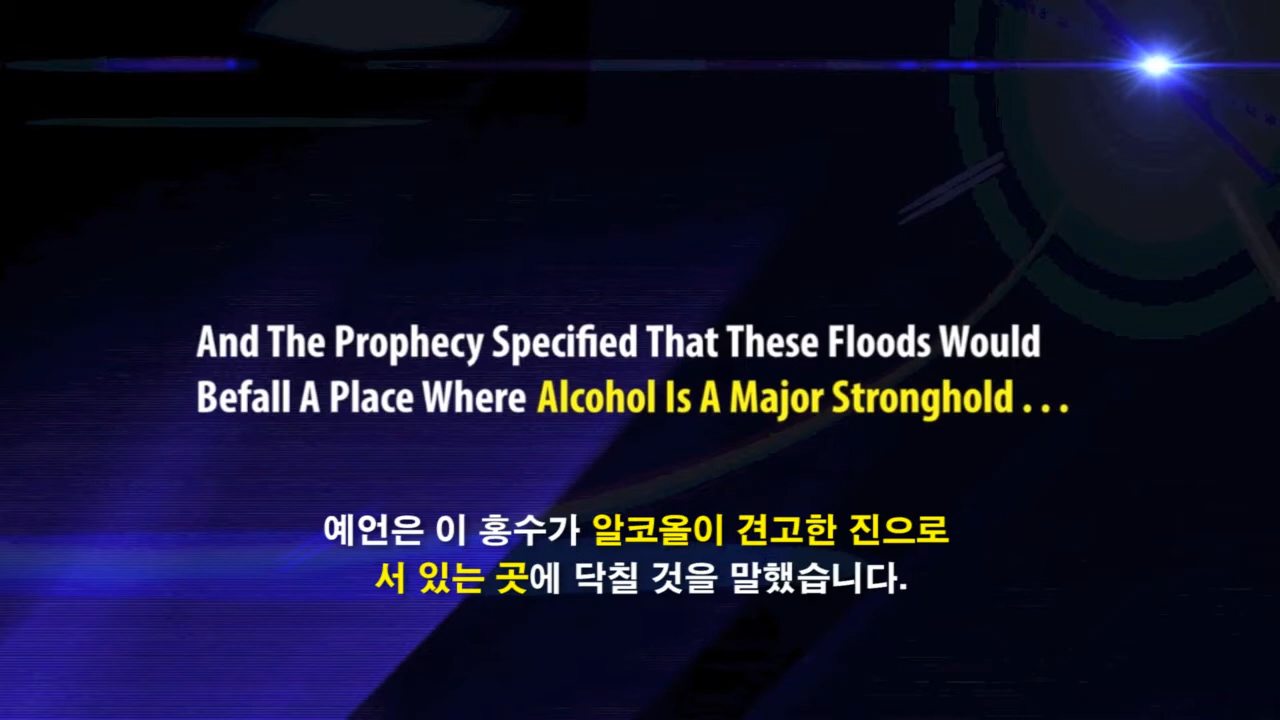 And The Prophecy Specified That These Floods Would
Befall A Place Where Alcohol Is A Major Stronghold . . .
예언은 이 홍수가 알코올이 견고한 진으로
서 있는 곳에 닥칠 것을 말했습니다.